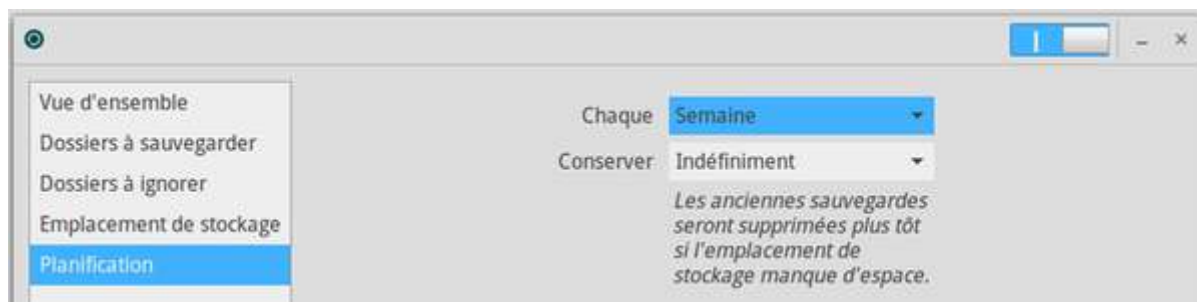 Vue d'ensemble
Dossiers à sauvegarder
Dossiers à ignorer
Emplacement de stockage
Planification
Chaque Semaine
Conserver Indéfiniment
Les anciennes sauvegardes
seront supprimées plus tôt
si l'emplacement de
stockage manque d'espace.